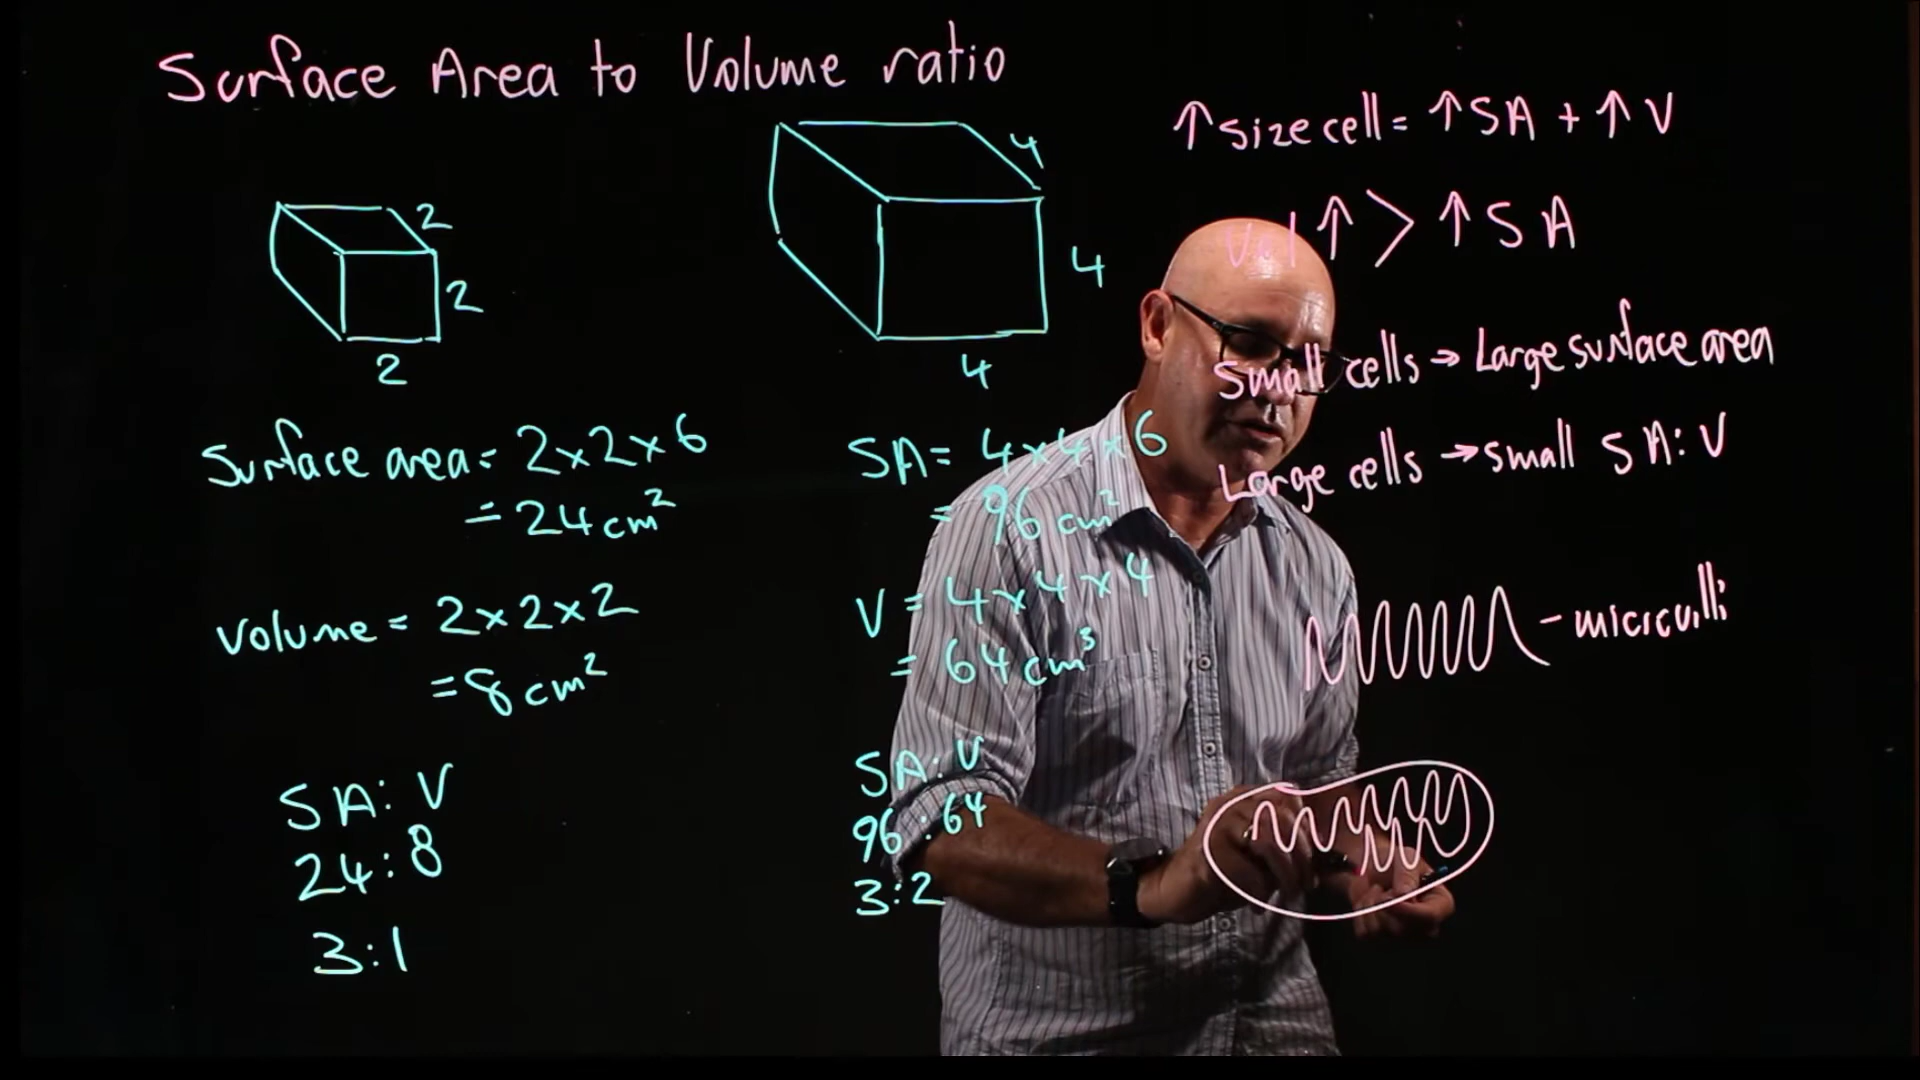 Surface Area to Volume ratio
2
2
2
Surface area = 2×2×6
= 24cm²
Volume = 2×2×2
= 8cm²
SA: V
24:8
3:1
4
4
4
SA= 4×4×6
= 96 cm²
V = 4×4×4
= 64cm³
SA:V
96:64
3:2
↑ size cell = ↑ SA + ↑ V
Vol ↑ > ↑ SA
Small cells → Large surface area
Large cells → small SA: V
- microvilli